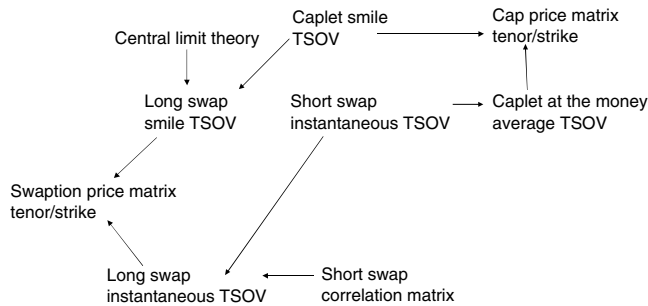 Caplet smile
TSOV
Cap price matrix
tenor/strike
Central limit theory
Long swap
smile TSOV
Short swap
instantaneous TSOV
Caplet at the money
average TSOV
Swaption price matrix
tenor/strike
Long swap
instantaneous TSOV
Short swap
correlation matrix